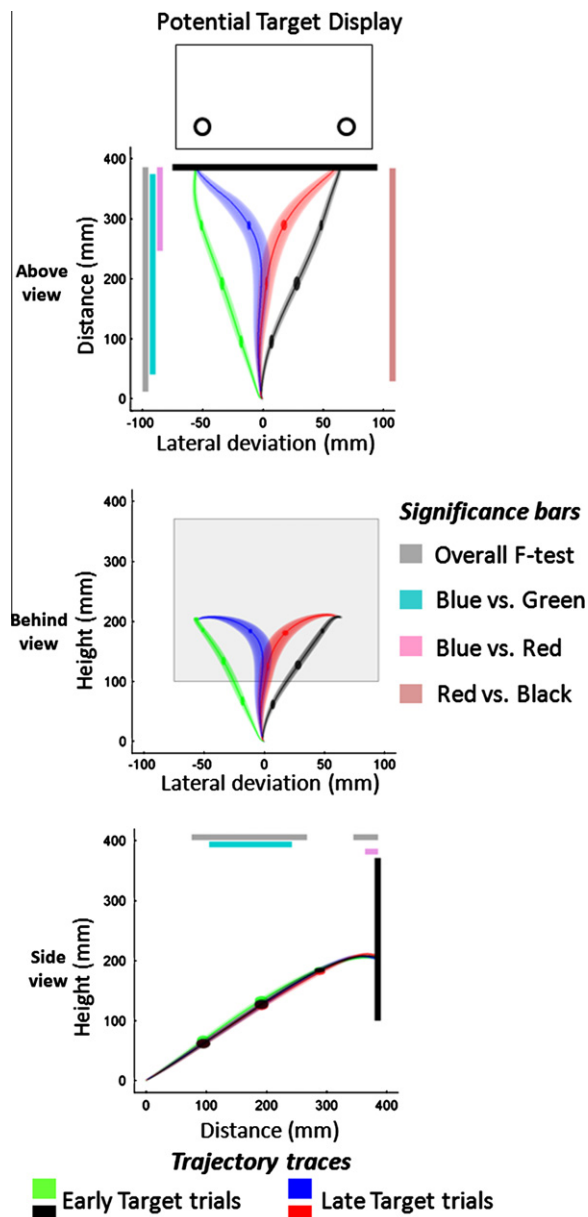 Potential Target Display
400
300
200
100
0
-100 -50 0 50 100
Above view
Distance (mm)
Lateral deviation (mm)
400
300
200
100
0
-100 -50 0 50 100
Behind view
Height (mm)
Lateral deviation (mm)
Significance bars
Overall F-test
Blue vs. Green
Blue vs. Red
Red vs. Black
400
300
200
100
0
0 100 200 300 400
Side view
Height (mm)
Distance (mm)
Trajectory traces
Early Target trials
Late Target trials